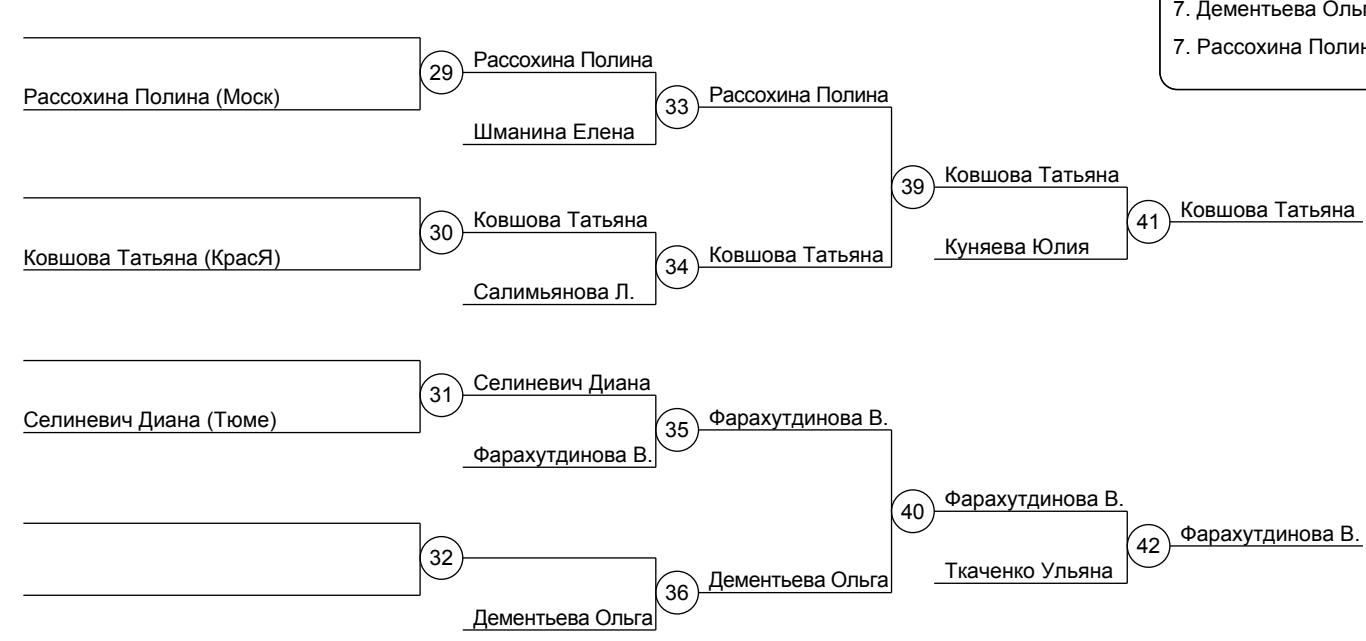 7. Дементьева Ольг
7. Рассохина Полин
29
Рассохина Полина
Рассохина Полина (Моск)
33
Рассохина Полина
Шманина Елена
39
Ковшова Татьяна
30
Ковшова Татьяна
41
Ковшова Татьяна
Ковшова Татьяна (КрасЯ)
34
Ковшова Татьяна
Куняева Юлия
Салимьянова Л.
31
Селиневич Диана
Селиневич Диана (Тюме)
35
Фарахутдинова В.
Фарахутдинова В.
40
Фарахутдинова В.
32
42
Фарахутдинова В.
36
Дементьева Ольга
Ткаченко Ульяна
Дементьева Ольга